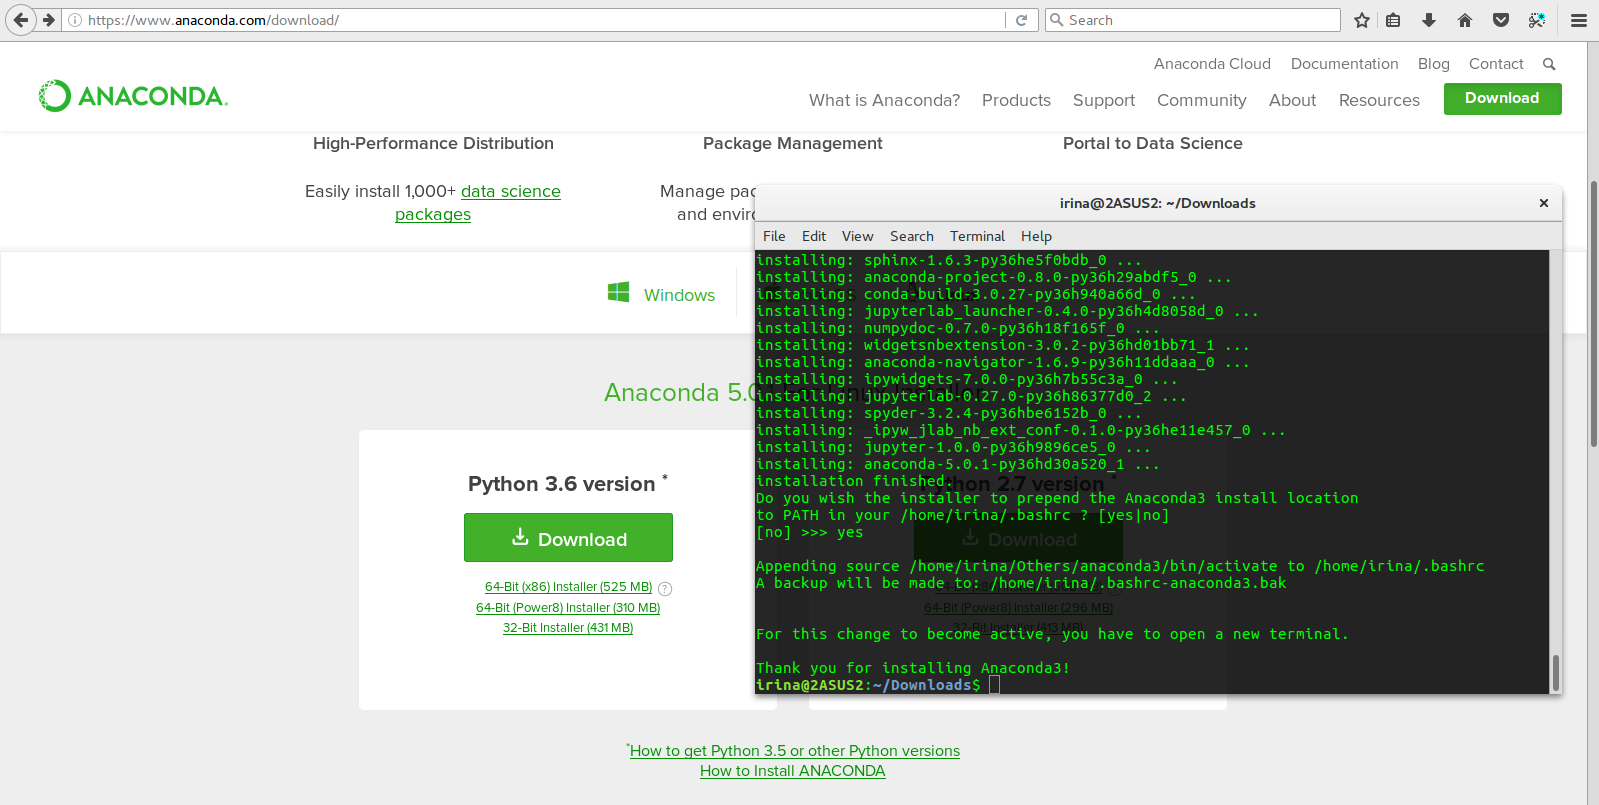 https://www.anaconda.com/download/
Search
Anaconda Cloud Documentation Blog Contact
ANACONDA.
What is Anaconda? Products Support Community About Resources Download
High-Performance Distribution
Package Management
Portal to Data Science
Easily install 1,000+ data science
packages
Manage pac
and enviro
Windows
Anaconda 5.0
Python 3.6 version *
Download
64-Bit (x86) Installer (525 MB) ?
64-Bit (Power8) Installer (310 MB)
32-Bit Installer (431 MB)
Python 2.7 version *
Download
64-Bit (Power8) Installer (296 MB)
*How to get Python 3.5 or other Python versions
How to Install ANACONDA
irina@2ASUS2: ~/Downloads
File Edit View Search Terminal Help
installing: sphinx-1.6.3-py36he5f0bdb_0 ...
installing: anaconda-project-0.8.0-py36h29abdf5_0 ...
installing: conda-build-3.0.27-py36h940a66d_0 ...
installing: jupyterlab_launcher-0.4.0-py36h4d8058d_0 ...
installing: numpydoc-0.7.0-py36h18f165f_0 ...
installing: widgetsnbextension-3.0.2-py36hd01bb71_1 ...
installing: anaconda-navigator-1.6.9-py36h11ddaaa_0 ...
installing: ipywidgets-7.0.0-py36h7b55c3a_0 ...
installing: jupyterlab-0.27.0-py36h86377d0_2 ...
installing: spyder-3.2.4-py36hbe6152b_0 ...
installing: _ipyw_jlab_nb_ext_conf-0.1.0-py36he11e457_0 ...
installing: jupyter-1.0.0-py36h9896ce5_0 ...
installing: anaconda-5.0.1-py36hd30a520_1 ...
installation finished.
Do you wish the installer to prepend the Anaconda3 install location
to PATH in your /home/irina/.bashrc ? [yes|no]
[no] >>> yes
Appending source /home/irina/Others/anaconda3/bin/activate to /home/irina/.bashrc
A backup will be made to: /home/irina/.bashrc-anaconda3.bak
For this change to become active, you have to open a new terminal.
Thank you for installing Anaconda3!
irina@2ASUS2:~/Downloads$